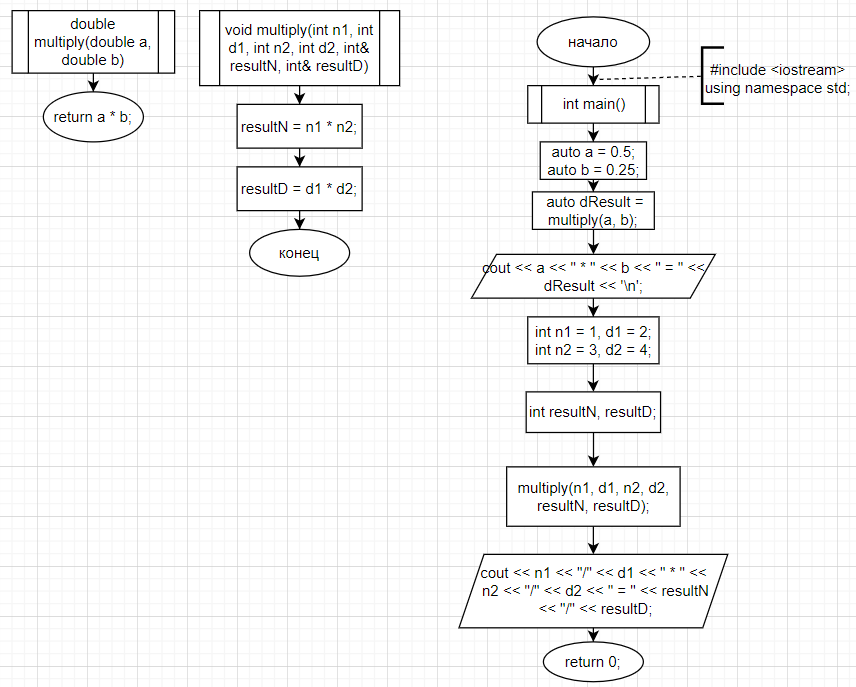 double
multiply(double a,
double b)
return a * b;
void multiply(int n1, int
d1, int n2, int d2, int&
resultN, int& resultD)
resultN = n1 * n2;
resultD = d1 * d2;
конец
начало
#include <iostream>
using namespace std;
int main()
auto a = 0.5;
auto b = 0.25;
auto dResult =
multiply(a, b);
cout << a << " * " << b << " = " <<
dResult << '\n';
int n1 = 1, d1 = 2;
int n2 = 3, d2 = 4;
int resultN, resultD;
multiply(n1, d1, n2, d2,
resultN, resultD);
cout << n1 << "/" << d1 << " * " <<
n2 << "/" << d2 << " = " << resultN
<< "/" << resultD;
return 0;